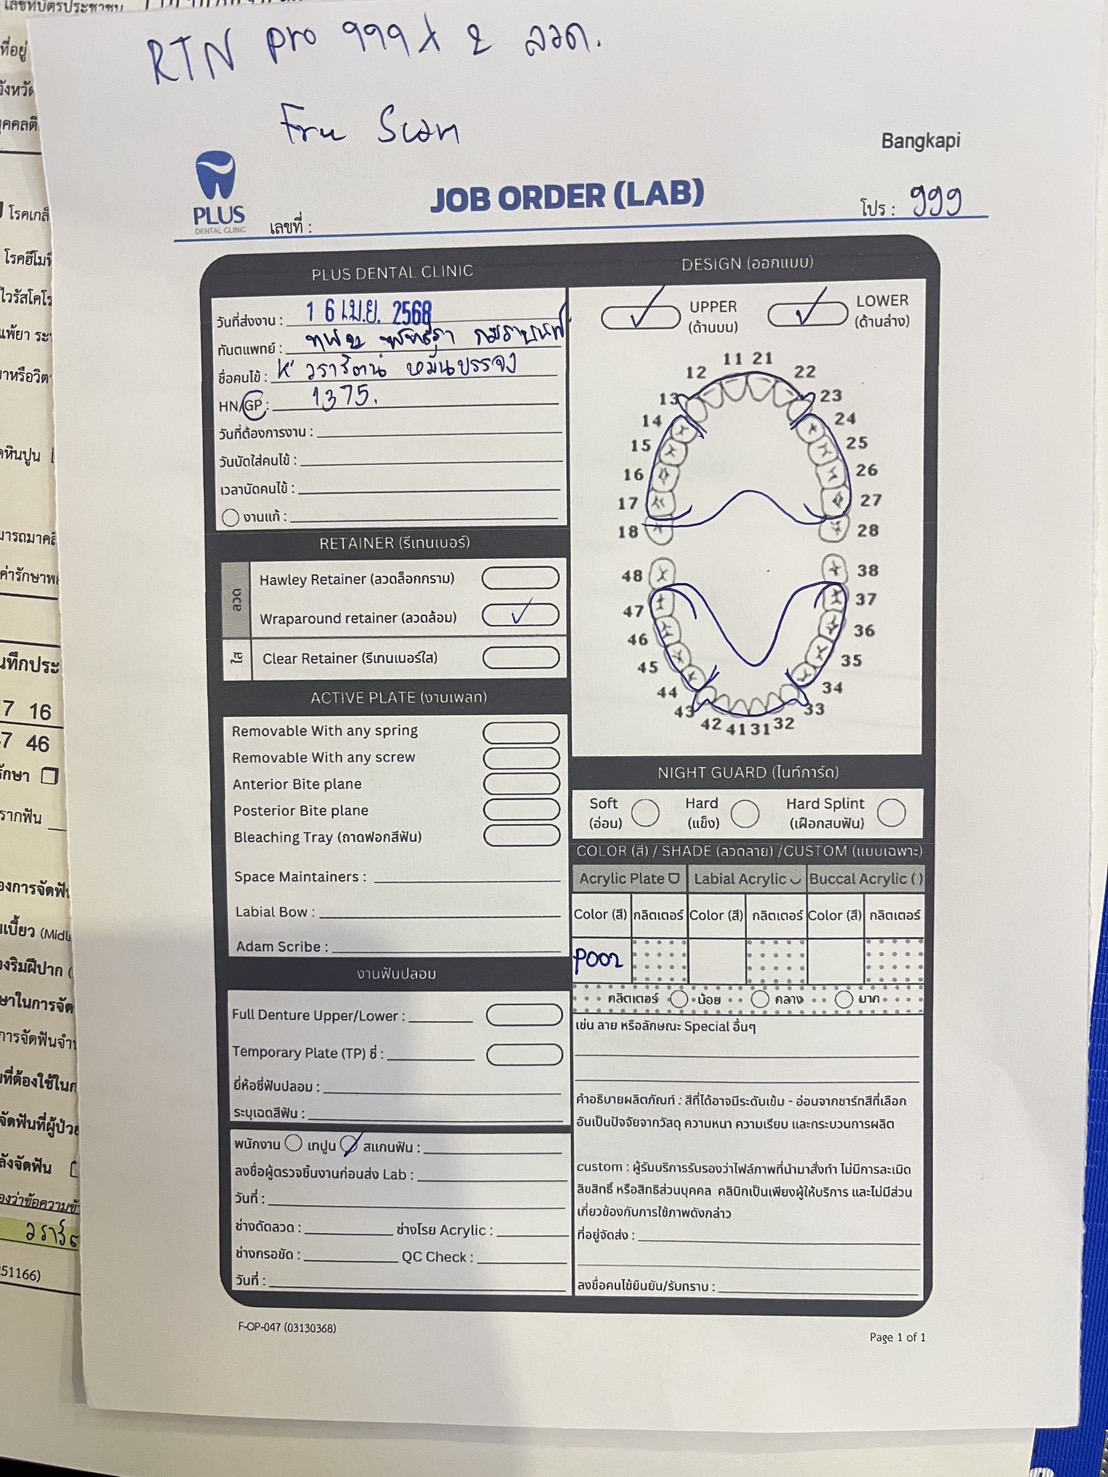 RTN pro 999 x 2 ลวด.
Free Scan
Bangkapi
PLUS
DENTAL CLINIC
JOB ORDER (LAB)
เลขที่ :
โปร : 999
PLUS DENTAL CLINIC
วันที่ส่งงาน : 16 เม.ย. 2568
ทันตแพทย์ : ทพญ
ชื่อคนไข้ : K' วรารัตน์ หมั่นบรรจง
HN/GP : 1375.
วันที่ต้องการงาน :
วันนัดใส่คนไข้ :
เวลานัดคนไข้ :
งานแก้ :
RETAINER (รีเทนเนอร์)
ลวด
Hawley Retainer (ลวดล็อกกราม)
Wraparound retainer (ลวดล้อม)
ใส
Clear Retainer (รีเทนเนอร์ใส)
ACTIVE PLATE (งานเพลท)
Removable With any spring
Removable With any screw
Anterior Bite plane
Posterior Bite plane
Bleaching Tray (ถาดฟอกสีฟัน)
Space Maintainers :
Labial Bow :
Adam Scribe :
งานฟันปลอม
Full Denture Upper/Lower :
Temporary Plate (TP) ซี่ :
ยี่ห้อซี่ฟันปลอม :
ระบุเฉดสีฟัน :
พนักงาน เทปูน สแกนฟัน :
ลงชื่อผู้ตรวจชิ้นงานก่อนส่ง Lab :
วันที่ :
ช่างดัดลวด : ช่างโรย Acrylic :
ช่างกรอขัด : QC Check :
วันที่ :
DESIGN (ออกแบบ)
UPPER
(ด้านบน)
LOWER
(ด้านล่าง)
11 21
12 22
13 23
14 24
15 25
16 26
17 27
18 28
48 38
47 37
46 36
45 35
44 34
43 33
42 41 31 32
NIGHT GUARD (ไนท์การ์ด)
Soft
(อ่อน)
Hard
(แข็ง)
Hard Splint
(เฝือกสบฟัน)
COLOR (สี) / SHADE (ลวดลาย) /CUSTOM (แบบเฉพาะ)
Acrylic Plate Labial Acrylic Buccal Acrylic ( )
Color (สี) กลิตเตอร์ Color (สี) กลิตเตอร์ Color (สี) กลิตเตอร์
P002
กลิตเตอร์ น้อย กลาง มาก
เช่น ลาย หรือลักษณะ Special อื่นๆ
คำอธิบายผลิตภัณฑ์ : สีที่ได้อาจมีระดับเข้ม - อ่อนจากชาร์ทสีที่เลือก
อันเป็นปัจจัยจากวัสดุ ความหนา ความเรียบ และกระบวนการผลิต
custom : ผู้รับบริการรับรองว่าไฟล์ภาพที่นำมาสั่งทำ ไม่มีการละเมิด
ลิขสิทธิ์ หรือสิทธิส่วนบุคคล คลินิกเป็นเพียงผู้ให้บริการ และไม่มีส่วน
เกี่ยวข้องกับการใช้ภาพดังกล่าว
ที่อยู่จัดส่ง :
ลงชื่อคนไข้ยืนยัน/รับทราบ :
F-OP-047 (03130368)
Page 1 of 1
เลขที่บัตรประชาชน
ที่อยู่
7 16
7 46
51166)